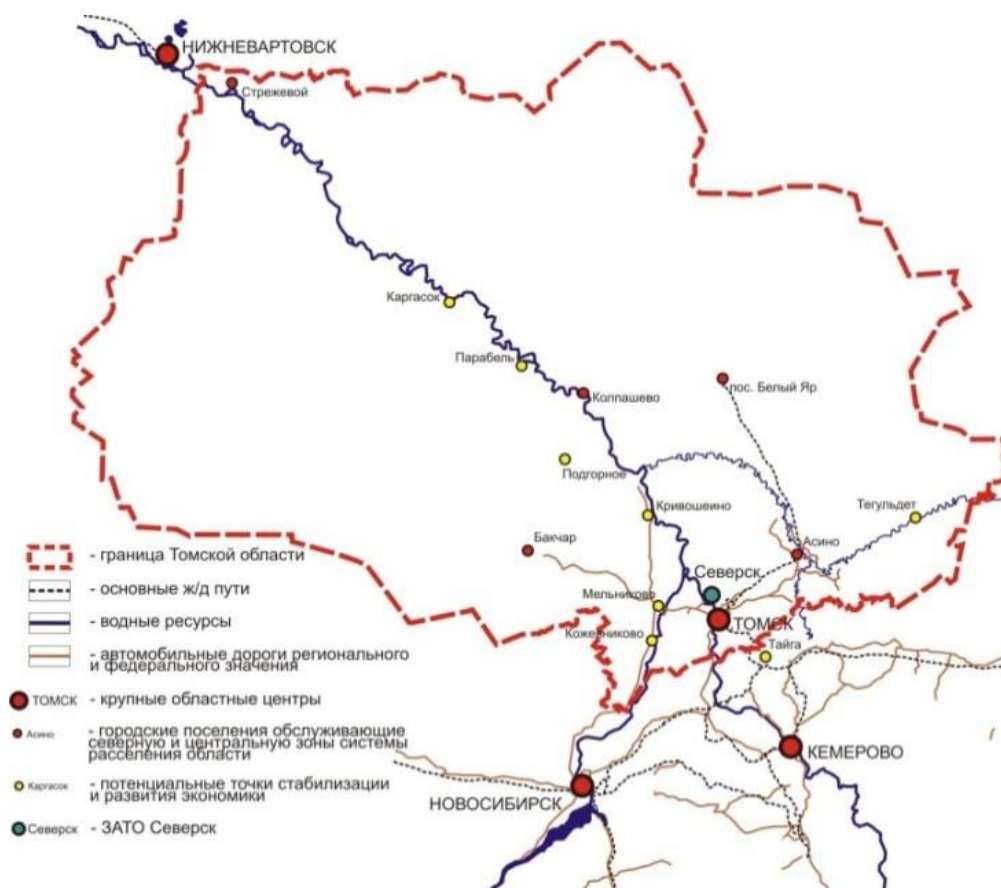 НИЖНЕВАРТОВСК
Стрежевой
Каргасок
Парабель
Колпашево
пос. Белый Яр
Подгорное
Кривошеино
Тегульдет
Бакчар
Асино
Северск
Мельниково
ТОМСК
Кожевниково
Тайга
КЕМЕРОВО
НОВОСИБИРСК
- граница Томской области
- основные ж/д пути
- водные ресурсы
- автомобильные дороги регионального
и федерального значения
ТОМСК - крупные областные центры
Асино - городские поселения обслуживающие
северную и центральную зоны системы
расселения области
Каргасок - потенциальные точки стабилизации
и развития экономики
Северск - ЗАТО Северск